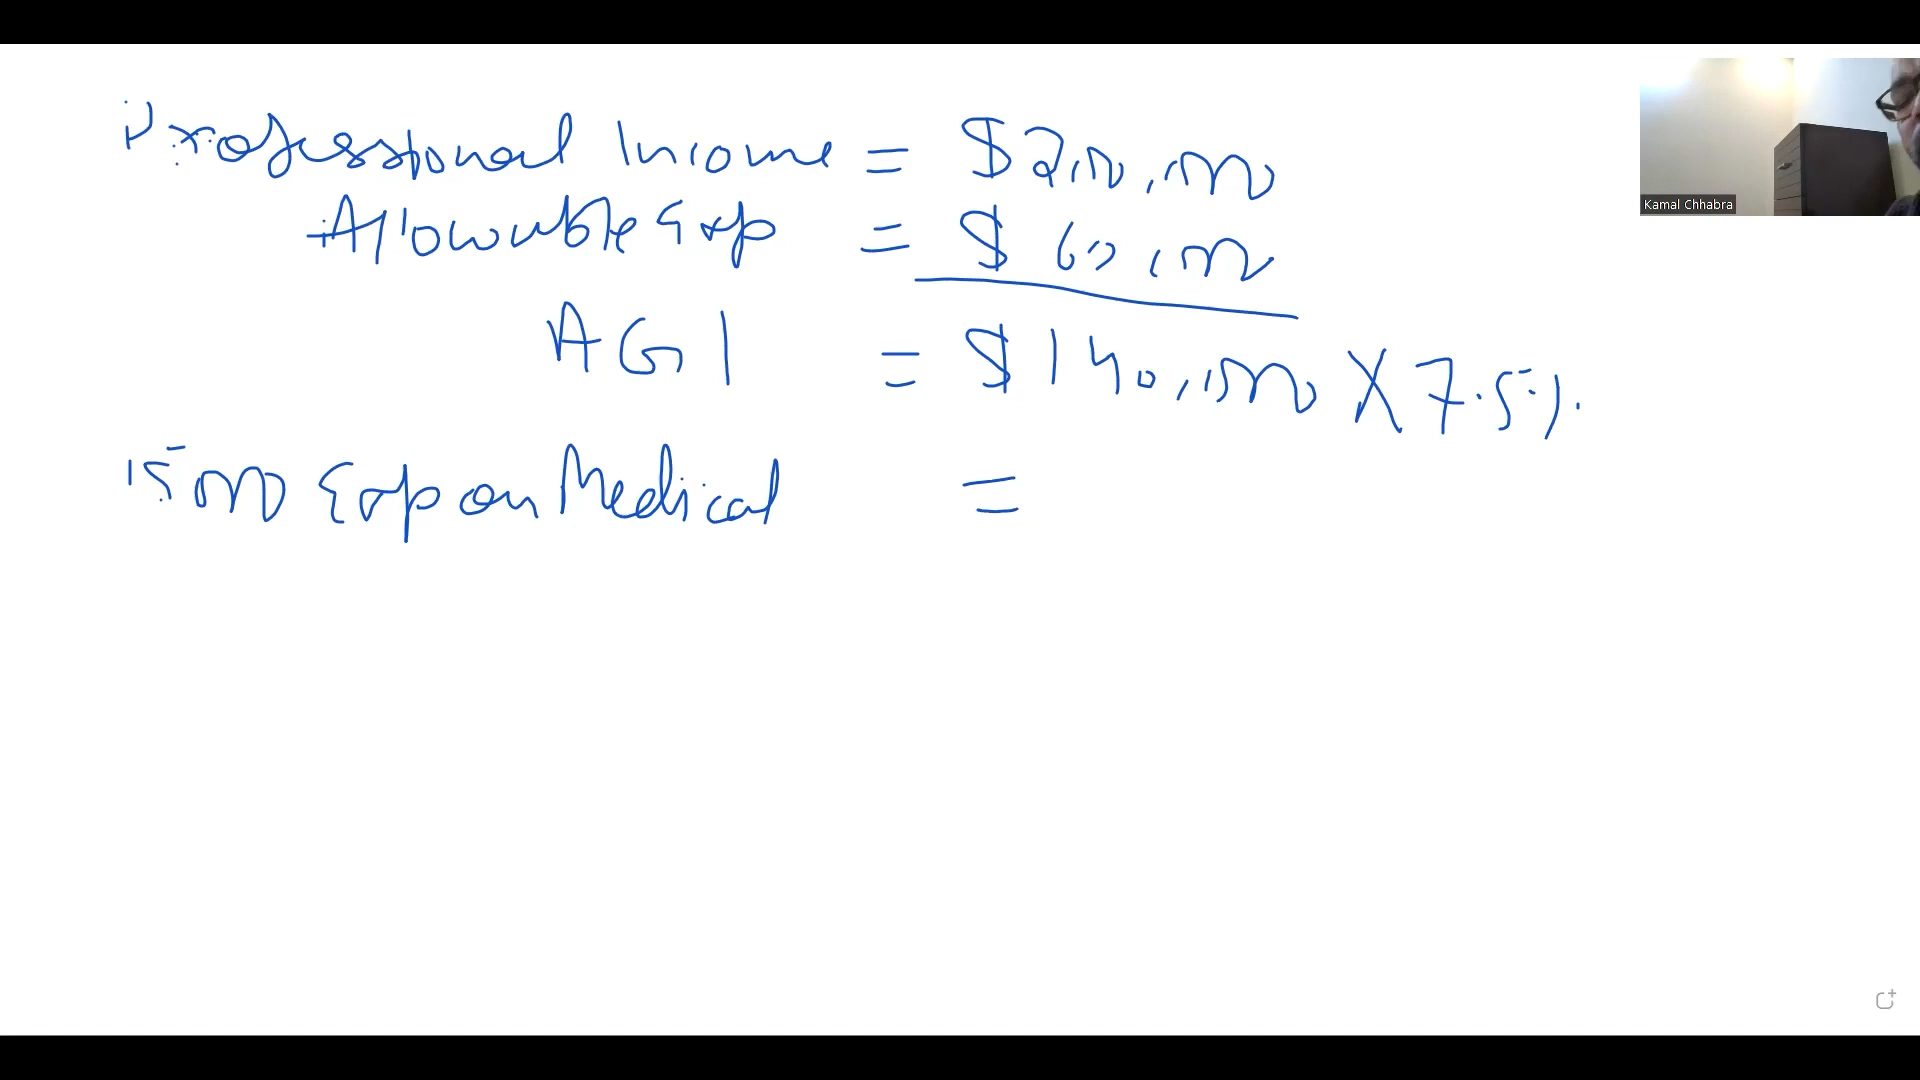 Professional Income = $200,000
Kamal Chhabra
Allowable Exp = $ 60,000
AGI = $140,000 X 7.5%.
15000 Exp on Medical =